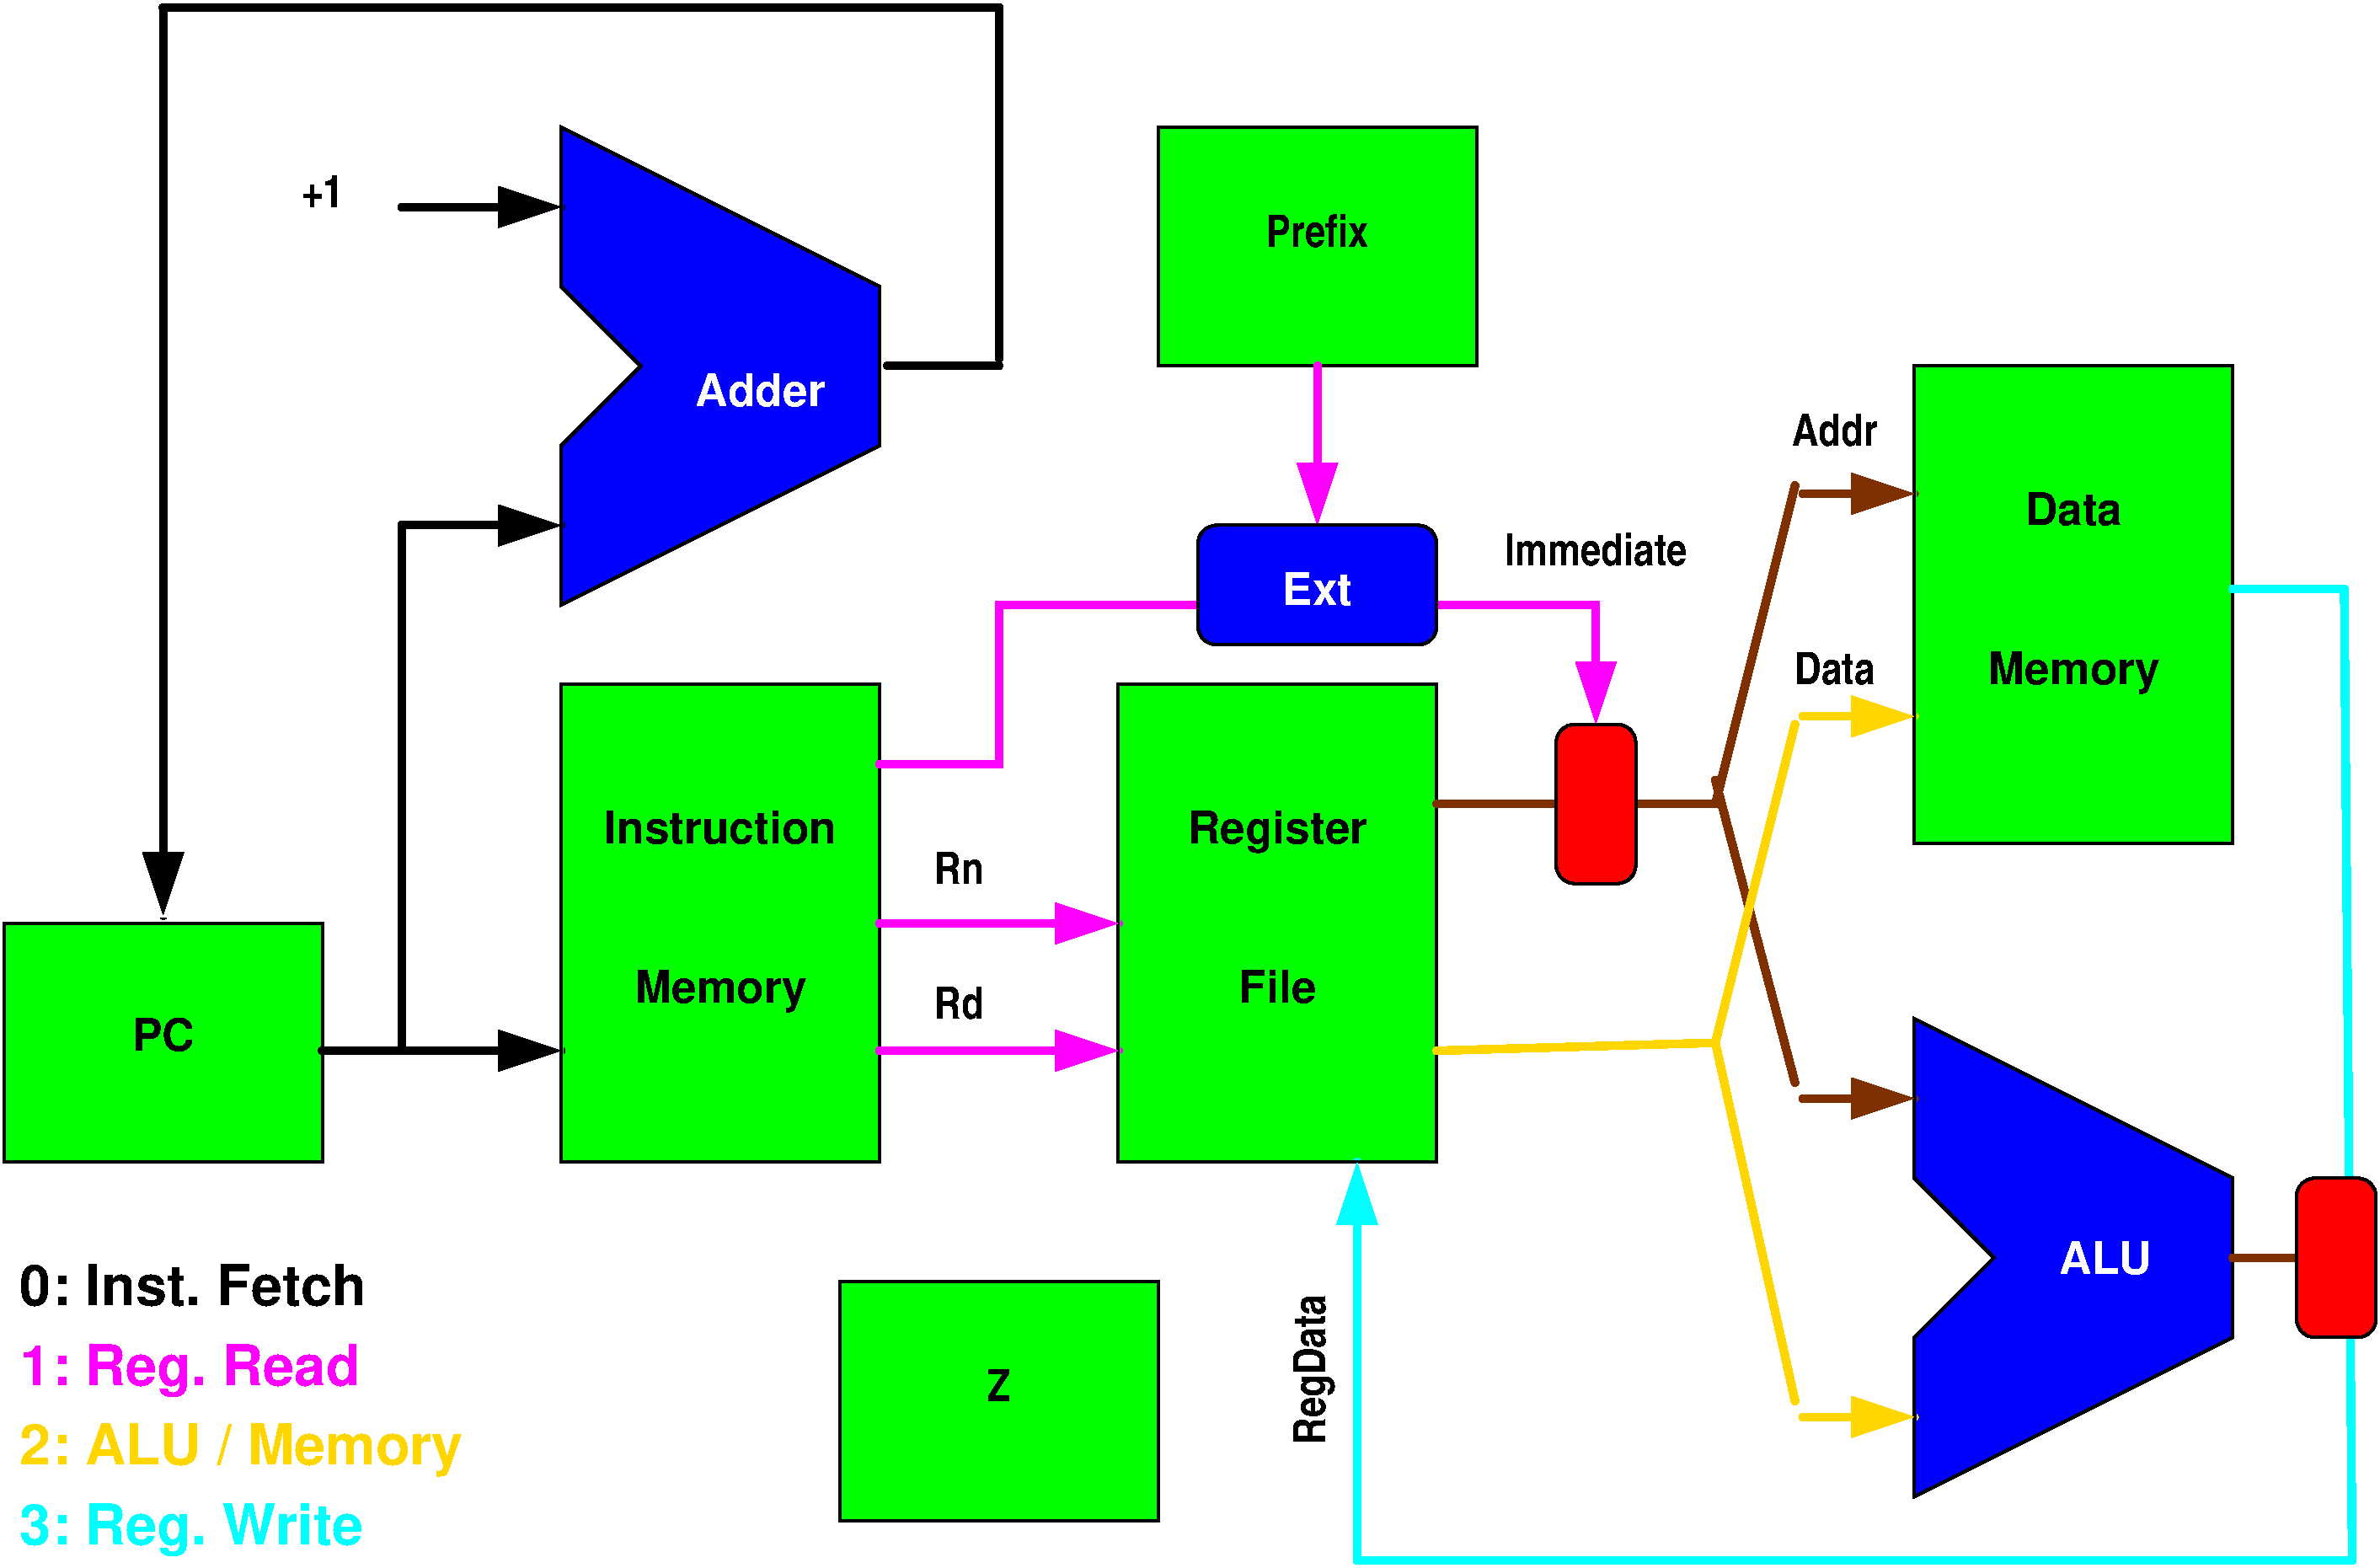 +1
Prefix
Adder
Addr
Data
Immediate
Ext
Data
Memory
Instruction
Register
Rn
Memory
File
Rd
PC
ALU
0: Inst. Fetch
1: Reg. Read
Z
RegData
2: ALU / Memory
3: Reg. Write